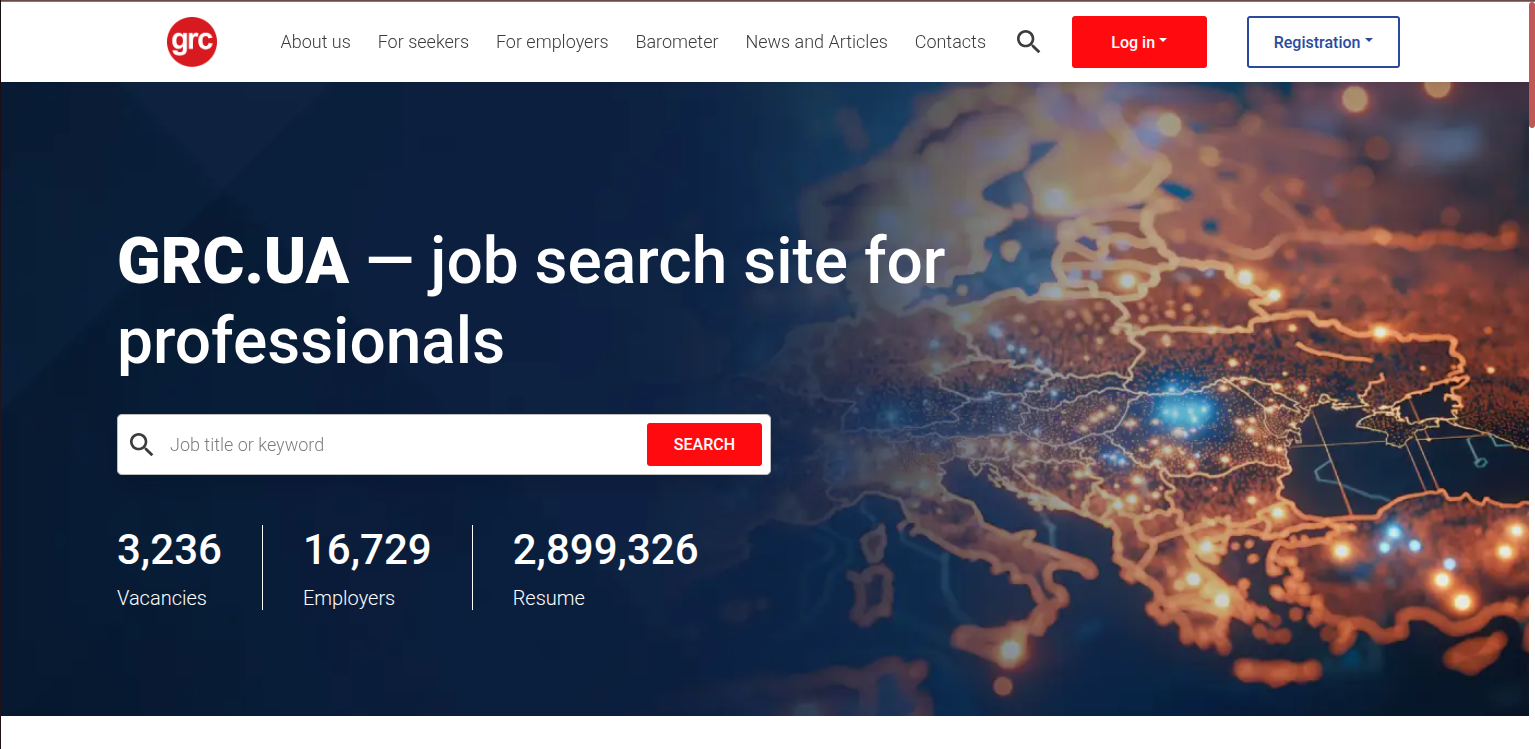 grc
About us For seekers For employers Barometer News and Articles Contacts Log in Registration
GRC.UA — job search site for
professionals
Job title or keyword SEARCH
3,236 16,729 2,899,326
Vacancies Employers Resume